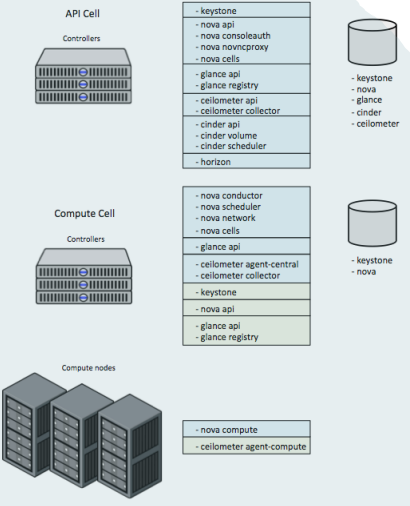 API Cell
Controllers
- keystone
- nova api
- nova consoleauth
- nova novncproxy
- nova cells
- glance api
- glance registry
- ceilometer api
- ceilometer collector
- cinder api
- cinder volume
- cinder scheduler
- horizon
- keystone
- nova
- glance
- cinder
- ceilometer
Compute Cell
Controllers
- nova conductor
- nova scheduler
- nova network
- nova cells
- glance api
- ceilometer agent-central
- ceilometer collector
- keystone
- nova api
- glance api
- glance registry
- keystone
- nova
Compute nodes
- nova compute
- ceilometer agent-compute